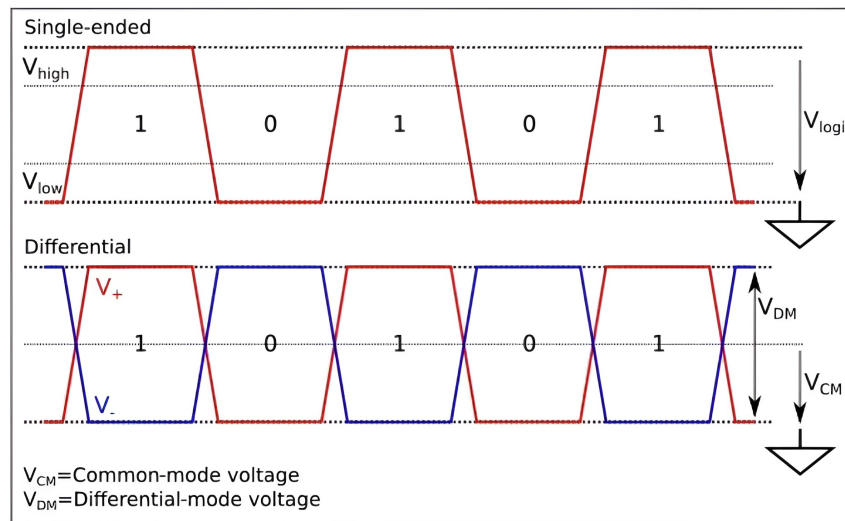 Single-ended
Vhigh
1 0 1 0 1
Vlogi
Vlow
Differential
V+
VDM
1 0 1 0 1
VCM
V-
VCM=Common-mode voltage
VDM=Differential-mode voltage